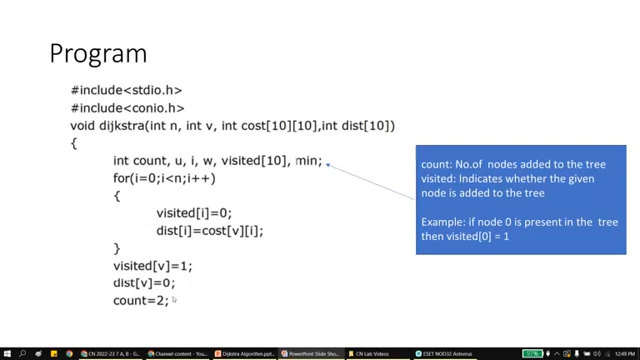 Program
#include<stdio.h>
#include<conio.h>
void dijkstra(int n, int v, int cost[10][10],int dist[10])
{
int count, u, i, w, visited[10], min;
for(i=0;i<n;i++)
{
visited[i]=0;
dist[i]=cost[v][i];
}
visited[v]=1;
dist[v]=0;
count=2;
count: No.of nodes added to the tree
visited: Indicates whether the given
node is added to the tree
Example: if node 0 is present in the tree
then visited[0] = 1
CN 2022-23 7 A, B - G
Channel content - You
Dijkstra Algorithm.ppt...
PowerPoint Slide Sho...
CN Lab Videos
ESET NOD32 Antivirus
12:40 PM